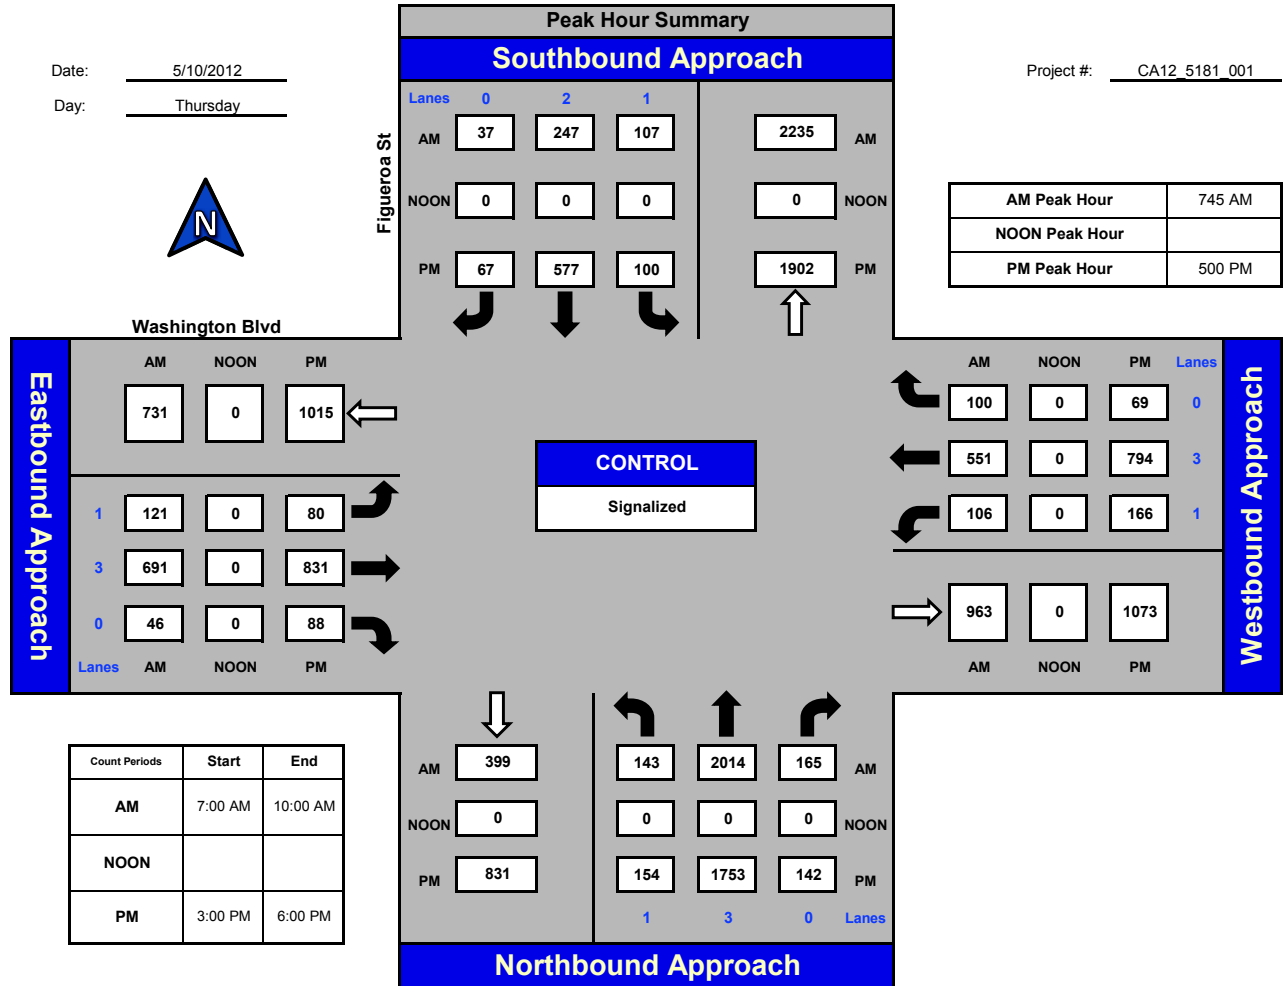 Peak Hour Summary
Southbound Approach
Date: 5/10/2012
Day: Thursday
Project #: CA12_5181_001
N
Figueroa St
Lanes 0 2 1
AM 37 247 107 2235 AM
NOON 0 0 0 0 NOON
PM 67 577 100 1902 PM
AM Peak Hour 745 AM
NOON Peak Hour
PM Peak Hour 500 PM
Washington Blvd
Eastbound Approach
AM NOON PM
731 0 1015
1 121 0 80
3 691 0 831
0 46 0 88
Lanes AM NOON PM
CONTROL
Signalized
AM NOON PM Lanes
100 0 69 0
551 0 794 3
106 0 166 1
963 0 1073
AM NOON PM
Westbound Approach
Count Periods Start End
AM 7:00 AM 10:00 AM
NOON
PM 3:00 PM 6:00 PM
AM 399 143 2014 165 AM
NOON 0 0 0 0 NOON
PM 831 154 1753 142 PM
1 3 0 Lanes
Northbound Approach